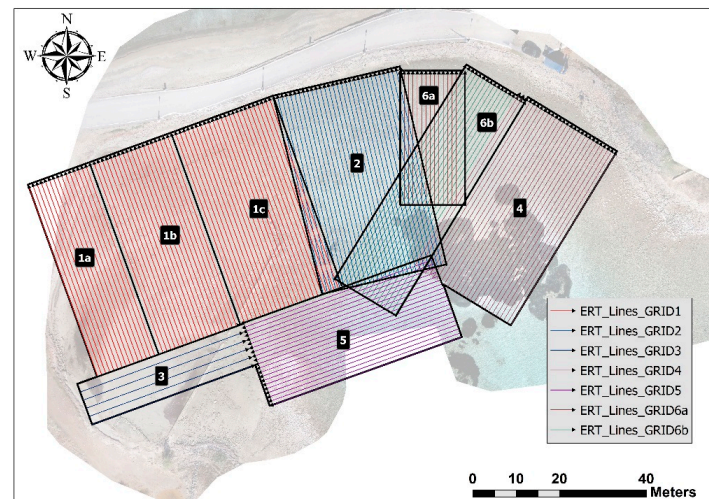 N
W E
S
6a
6b
2
1c
4
1b
1a
5
3
ERT_Lines_GRID1
ERT_Lines_GRID2
ERT_Lines_GRID3
ERT_Lines_GRID4
ERT_Lines_GRID5
ERT_Lines_GRID6a
ERT_Lines_GRID6b
0 10 20 40
Meters